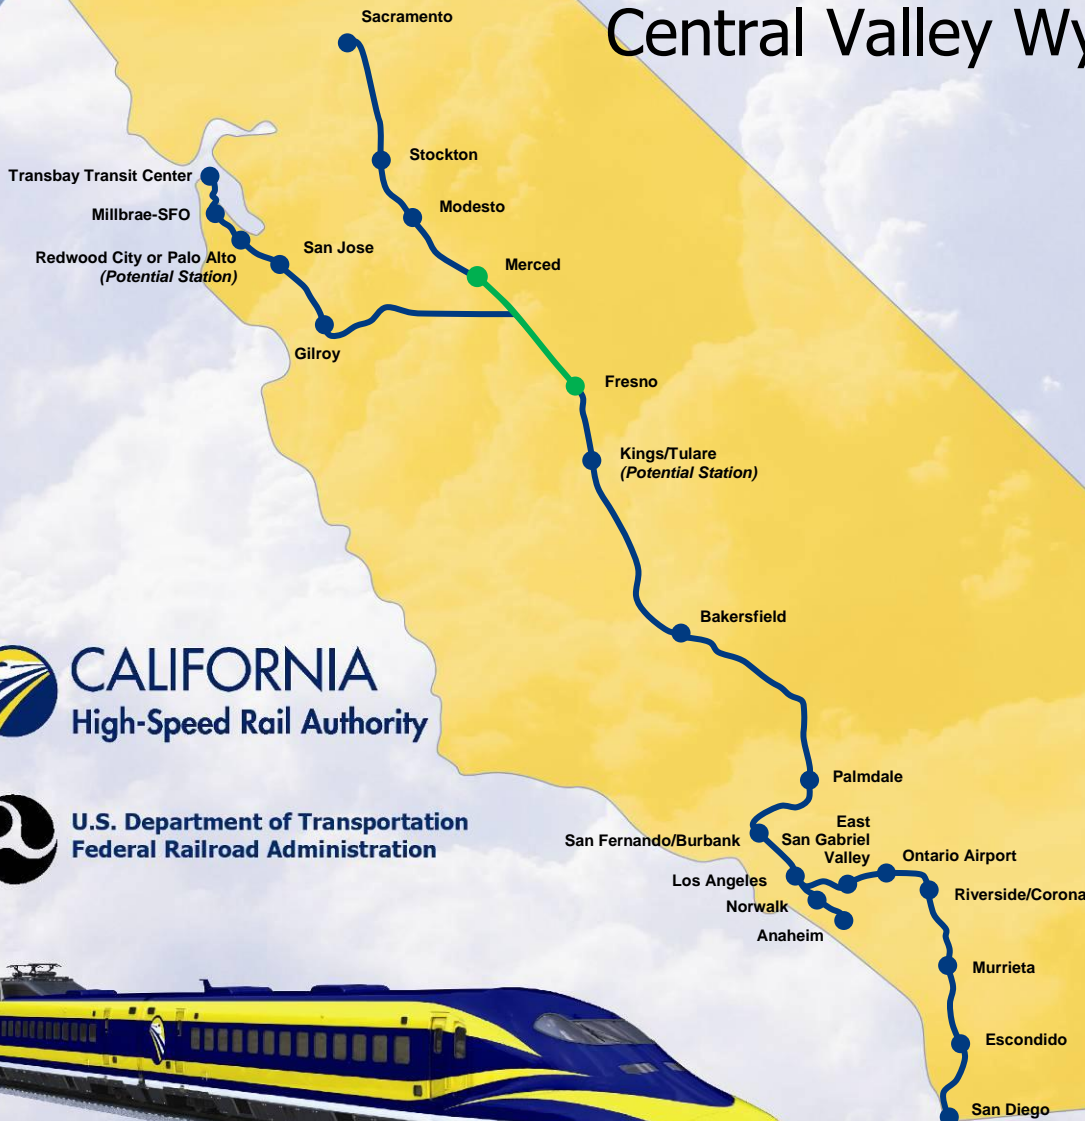 Central Valley Wy
Sacramento
Stockton
Transbay Transit Center
Modesto
Millbrae-SFO
San Jose
Redwood City or Palo Alto
(Potential Station)
Merced
Gilroy
Fresno
Kings/Tulare
(Potential Station)
Bakersfield
CALIFORNIA
High-Speed Rail Authority
Palmdale
U.S. Department of Transportation
Federal Railroad Administration
San Fernando/Burbank
East
San Gabriel
Valley
Ontario Airport
Los Angeles
Riverside/Corona
Norwalk
Anaheim
Murrieta
Escondido
San Diego